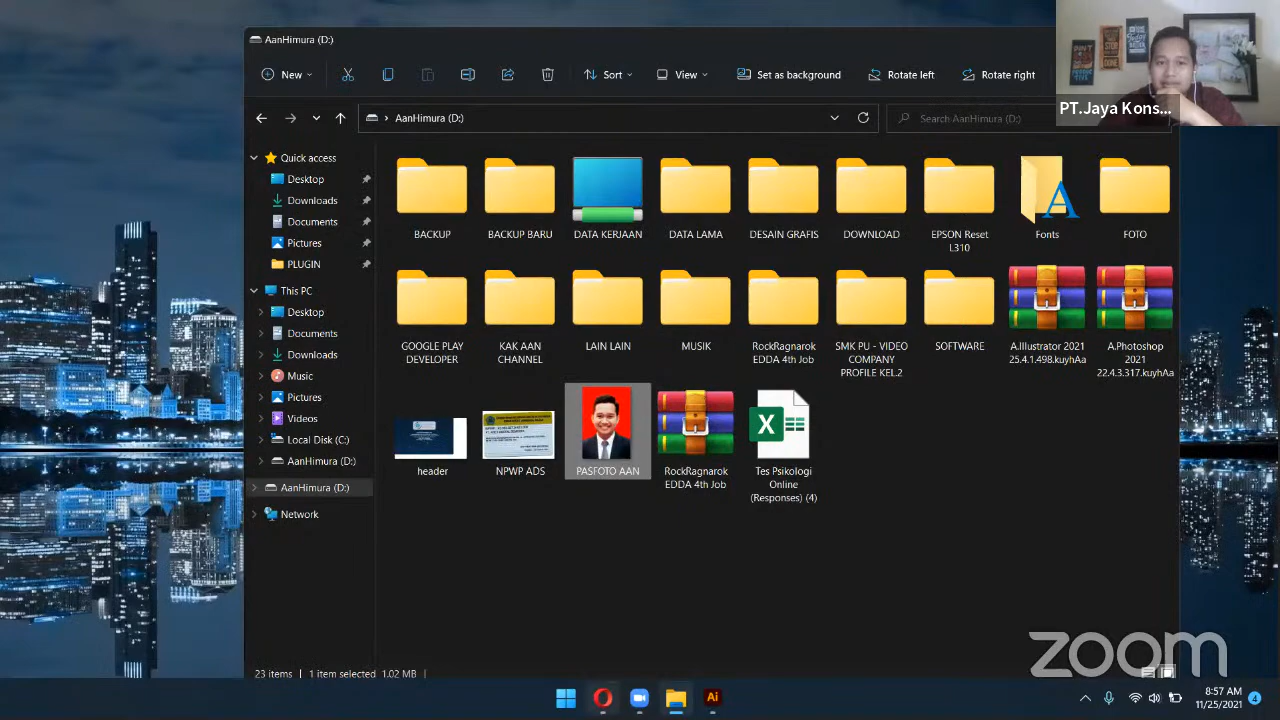 AanHimura (D:)
New
Sort
View
Set as background
Rotate left
Rotate right
PT.Jaya Kons...
AanHimura (D:)
Search AanHimura (D:)
Quick access
Desktop
Downloads
Documents
Pictures
PLUGIN
This PC
Desktop
Documents
Downloads
Music
Pictures
Videos
Local Disk (C:)
AanHimura (D:)
AanHimura (D:)
Network
BACKUP
BACKUP BARU
DATA KERJAAN
DATA LAMA
DESAIN GRAFIS
DOWNLOAD
EPSON Reset
L310
Fonts
FOTO
GOOGLE PLAY
DEVELOPER
KAK AAN
CHANNEL
LAIN LAIN
MUSIK
RockRagnarok
EDDA 4th Job
SMK PU - VIDEO
COMPANY
PROFILE KEL.2
SOFTWARE
A.Illustrator 2021
25.4.1.498.kuyhAa
A.Photoshop
2021
22.4.3.317.kuyhAa
header
NPWP ADS
PASFOTO AAN
RockRagnarok
EDDA 4th Job
Tes Psikologi
Online
(Responses) (4)
23 items
1 item selected 1.02 MB
zoom
Ai
8:57 AM
11/25/2021
4